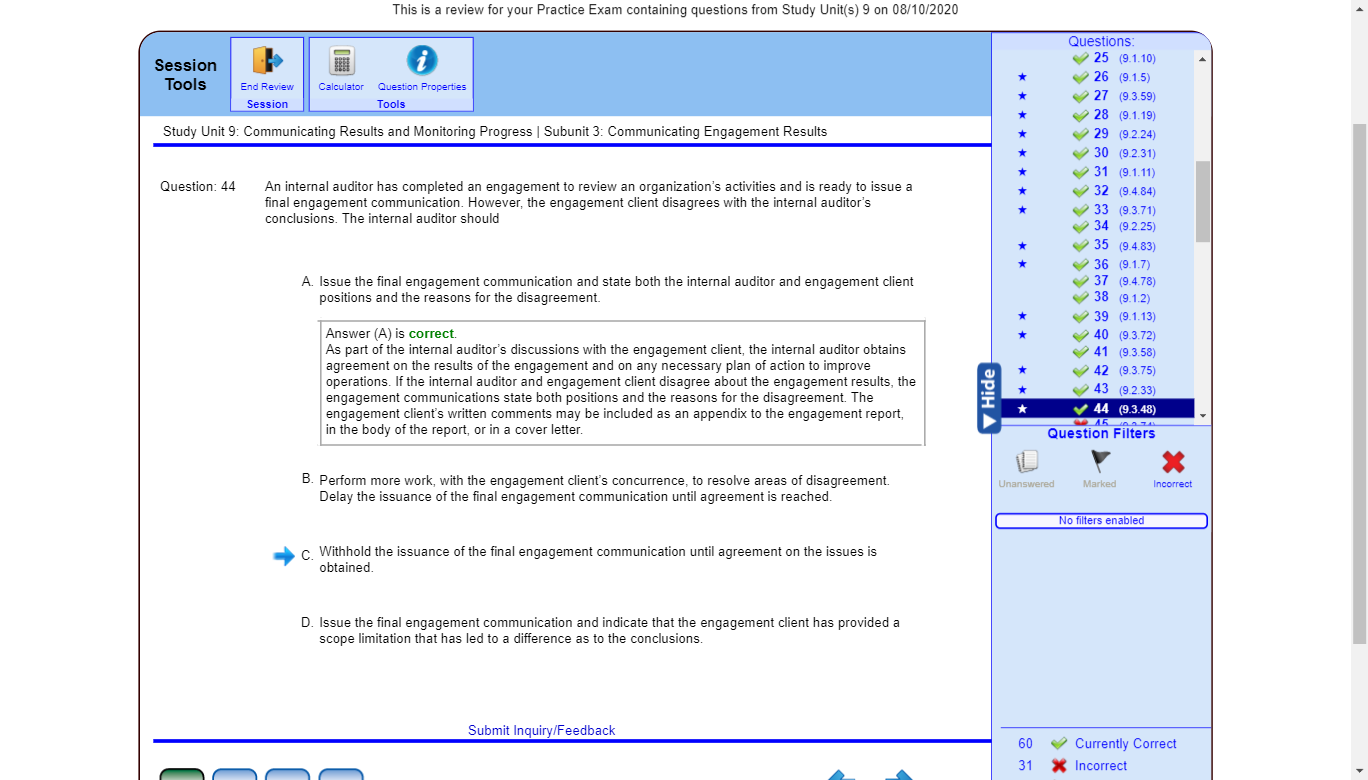 This is a review for your Practice Exam containing questions from Study Unit(s) 9 on 08/10/2020
Session
Tools
End Review
Session
Calculator
Question Properties
Tools
Study Unit 9: Communicating Results and Monitoring Progress | Subunit 3: Communicating Engagement Results
Question: 44
An internal auditor has completed an engagement to review an organization's activities and is ready to issue a
final engagement communication. However, the engagement client disagrees with the internal auditor's
conclusions. The internal auditor should
A. Issue the final engagement communication and state both the internal auditor and engagement client
positions and the reasons for the disagreement.
Answer (A) is correct.
As part of the internal auditor's discussions with the engagement client, the internal auditor obtains
agreement on the results of the engagement and on any necessary plan of action to improve
operations. If the internal auditor and engagement client disagree about the engagement results, the
engagement communications state both positions and the reasons for the disagreement. The
engagement client's written comments may be included as an appendix to the engagement report,
in the body of the report, or in a cover letter.
B. Perform more work, with the engagement client's concurrence, to resolve areas of disagreement.
Delay the issuance of the final engagement communication until agreement is reached.
C. Withhold the issuance of the final engagement communication until agreement on the issues is
obtained.
D. Issue the final engagement communication and indicate that the engagement client has provided a
scope limitation that has led to a difference as to the conclusions.
Submit Inquiry/Feedback
Questions:
25 (9.1.10)
26 (9.1.5)
27 (9.3.59)
28 (9.1.19)
29 (9.2.24)
30 (9.2.31)
31 (9.1.11)
32 (9.4.84)
33 (9.3.71)
34 (9.2.25)
35 (9.4.83)
36 (9.1.7)
37 (9.4.78)
38 (9.1.2)
39 (9.1.13)
40 (9.3.72)
41 (9.3.58)
42 (9.3.75)
43 (9.2.33)
44 (9.3.48)
45
Hide
Question Filters
Unanswered
Marked
Incorrect
No filters enabled
60 Currently Correct
31 Incorrect